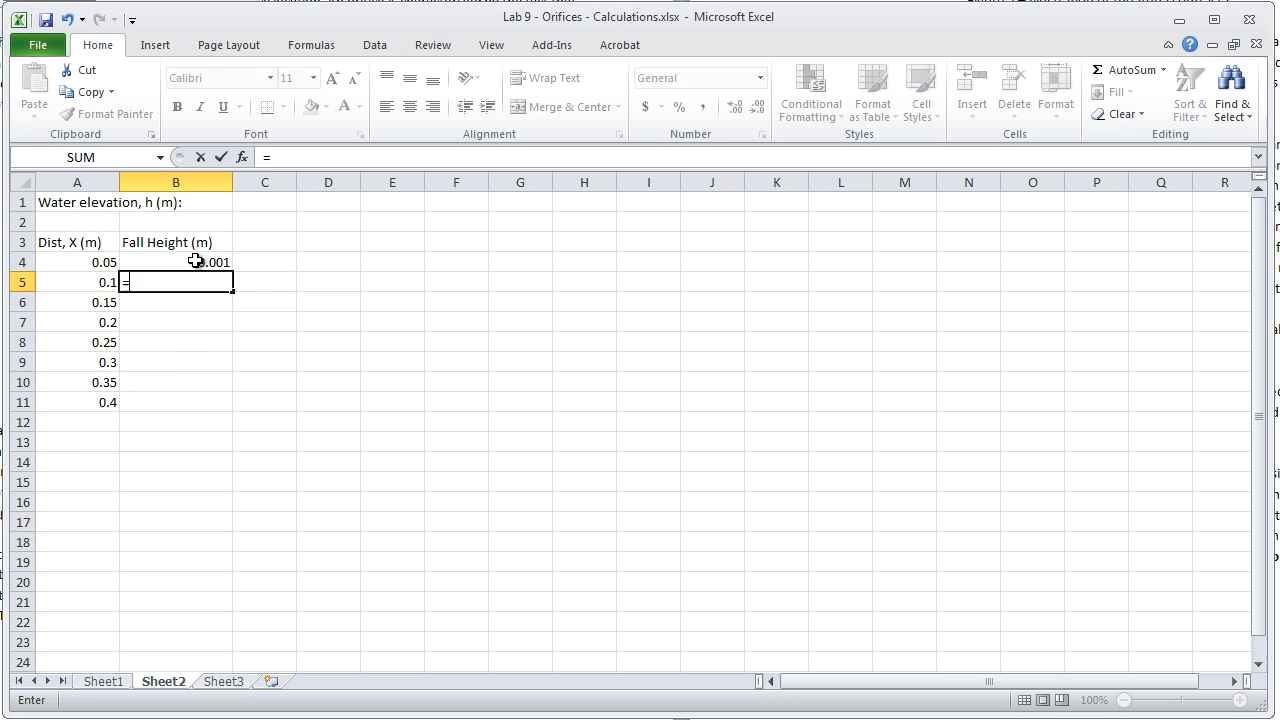 Lab 9 - Orifices - Calculations.xlsx - Microsoft Excel
File Home Insert Page Layout Formulas Data Review View Add-Ins Acrobat
Paste Cut Copy Format Painter
Calibri 11
B I U
Wrap Text
Merge & Center
General
$ % ,
Conditional Formatting Format as Table Cell Styles
Insert Delete Format
AutoSum Fill Clear
Sort & Filter Find & Select
Clipboard Font Alignment Number Styles Cells Editing
SUM fx =
A B C D E F G H I J K L M N O P Q R
1 Water elevation, h (m):
2
3 Dist, X (m) Fall Height (m)
4 0.05 0.001
5 0.1 =
6 0.15
7 0.2
8 0.25
9 0.3
10 0.35
11 0.4
12
13
14
15
16
17
18
19
20
21
22
23
24
Sheet1 Sheet2 Sheet3
Enter 100%